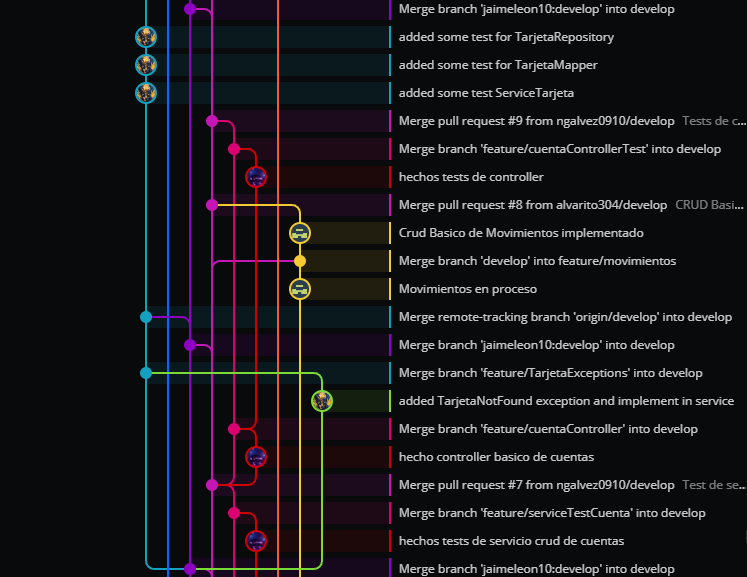 Merge branch 'jaimeleon10:develop' into develop
added some test for TarjetaRepository
added some test for TarjetaMapper
added some test ServiceTarjeta
Merge pull request #9 from ngalvez0910/develop Tests de c...
Merge branch 'feature/cuentaControllerTest' into develop
hechos tests de controller
Merge pull request #8 from alvarito304/develop CRUD Basi...
Crud Basico de Movimientos implementado
Merge branch 'develop' into feature/movimientos
Movimientos en proceso
Merge remote-tracking branch 'origin/develop' into develop
Merge branch 'jaimeleon10:develop' into develop
Merge branch 'feature/TarjetaExceptions' into develop
added TarjetaNotFound exception and implement in service
Merge branch 'feature/cuentaController' into develop
hecho controller basico de cuentas
Merge pull request #7 from ngalvez0910/develop Test de se...
Merge branch 'feature/serviceTestCuenta' into develop
hechos tests de servicio crud de cuentas
Merge branch 'jaimeleon10:develop' into develop